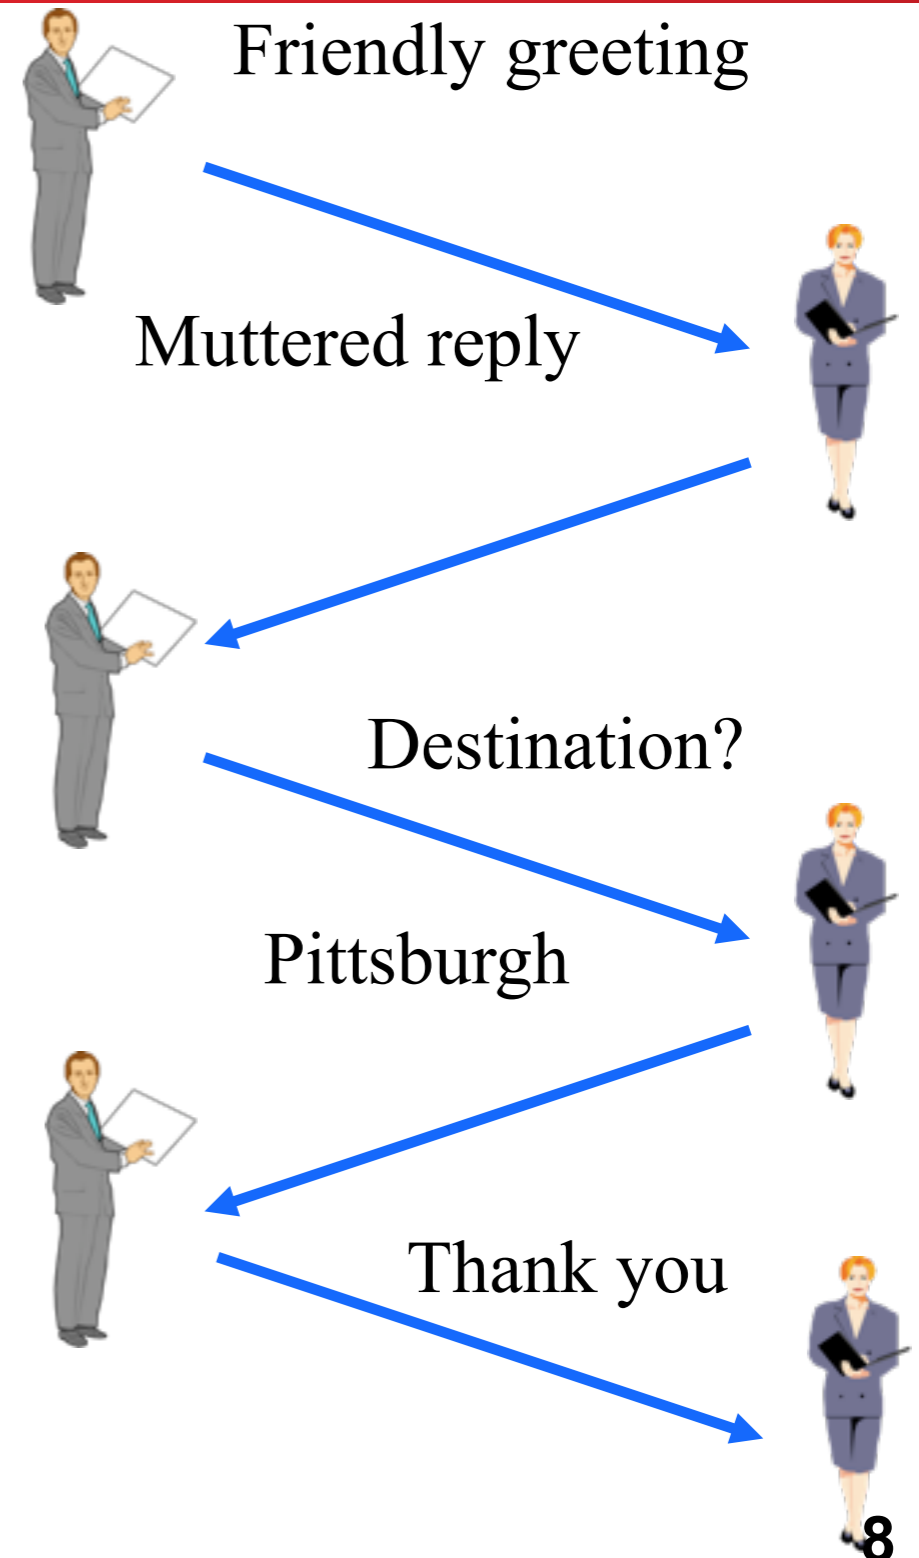 Friendly greeting
Muttered reply
Destination?
Pittsburgh
Thank you
8